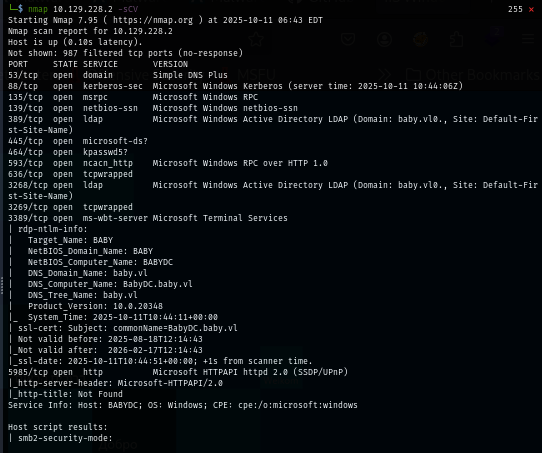 └─$ nmap 10.129.228.2 -sCV 255 ✕
Starting Nmap 7.95 ( https://nmap.org ) at 2025-10-11 06:43 EDT
Nmap scan report for 10.129.228.2
Host is up (0.10s latency).
Not shown: 987 filtered tcp ports (no-response)
PORT     STATE SERVICE       VERSION
53/tcp   open  domain        Simple DNS Plus
88/tcp   open  kerberos-sec  Microsoft Windows Kerberos (server time: 2025-10-11 10:44:06Z)
135/tcp  open  msrpc         Microsoft Windows RPC
139/tcp  open  netbios-ssn   Microsoft Windows netbios-ssn
389/tcp  open  ldap          Microsoft Windows Active Directory LDAP (Domain: baby.vl0., Site: Default-Fir
st-Site-Name)
445/tcp  open  microsoft-ds?
464/tcp  open  kpasswd5?
593/tcp  open  ncacn_http    Microsoft Windows RPC over HTTP 1.0
636/tcp  open  tcpwrapped
3268/tcp open  ldap          Microsoft Windows Active Directory LDAP (Domain: baby.vl0., Site: Default-Fir
st-Site-Name)
3269/tcp open  tcpwrapped
3389/tcp open  ms-wbt-server Microsoft Terminal Services
| rdp-ntlm-info:
|   Target_Name: BABY
|   NetBIOS_Domain_Name: BABY
|   NetBIOS_Computer_Name: BABYDC
|   DNS_Domain_Name: baby.vl
|   DNS_Computer_Name: BabyDC.baby.vl
|   DNS_Tree_Name: baby.vl
|   Product_Version: 10.0.20348
|_  System_Time: 2025-10-11T10:44:11+00:00
| ssl-cert: Subject: commonName=BabyDC.baby.vl
| Not valid before: 2025-08-18T12:14:43
|_Not valid after:  2026-02-17T12:14:43
|_ssl-date: 2025-10-11T10:44:51+00:00; +1s from scanner time.
5985/tcp open  http          Microsoft HTTPAPI httpd 2.0 (SSDP/UPnP)
|_http-server-header: Microsoft-HTTPAPI/2.0
|_http-title: Not Found
Service Info: Host: BABYDC; OS: Windows; CPE: cpe:/o:microsoft:windows
Host script results:
| smb2-security-mode: